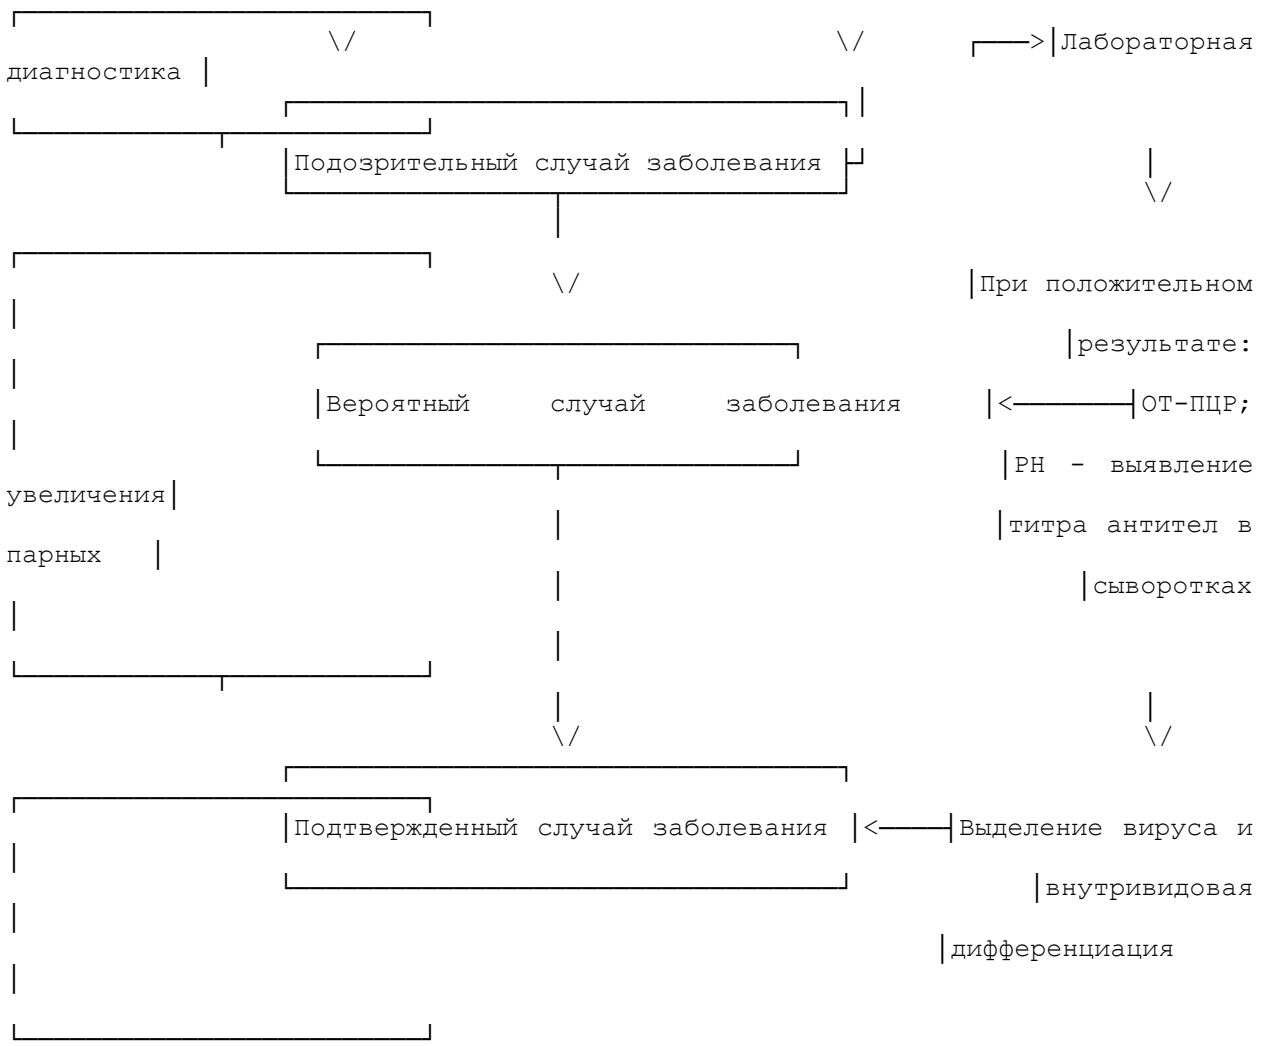 Лабораторная
диагностика
Подозрительный случай заболевания
При положительном
результате:
Вероятный случай заболевания ОТ-ПЦР;
РН - выявление
увеличения
титра антител в
парных
сыворотках
Подтвержденный случай заболевания Выделение вируса и
внутривидовая
дифференциация